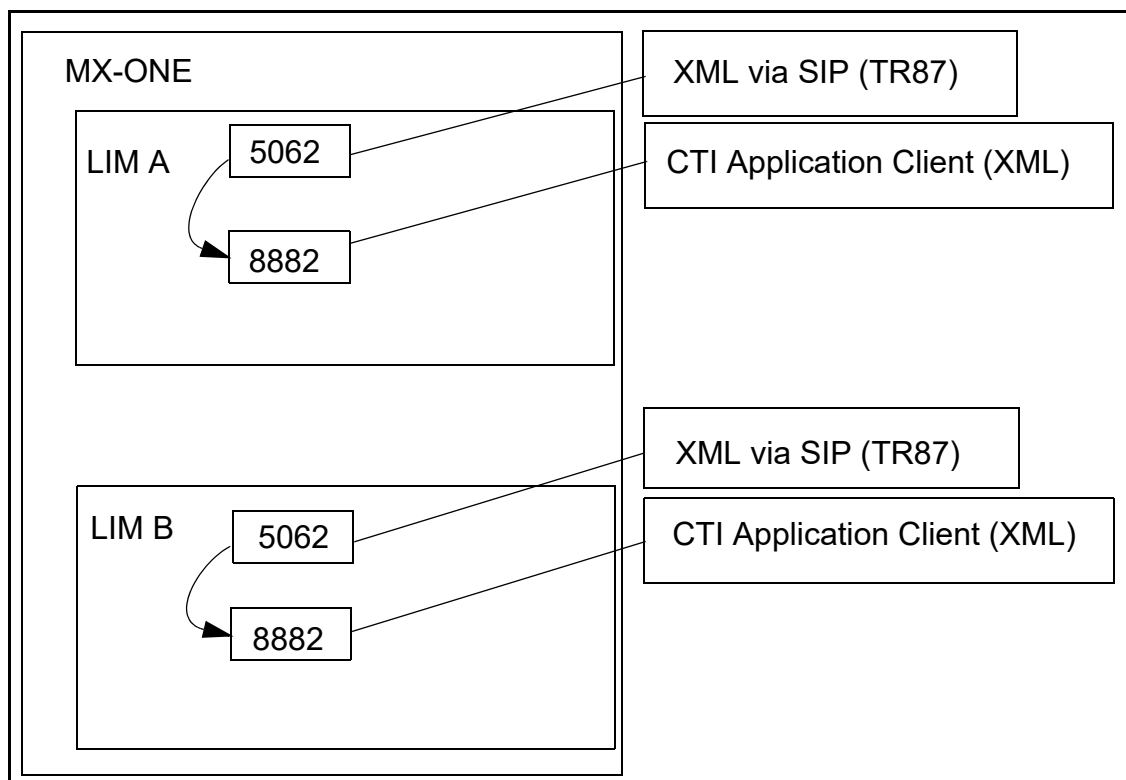 MX-ONE
XML via SIP (TR87)
LIM A
5062
CTI Application Client (XML)
8882
XML via SIP (TR87)
LIM B
5062
CTI Application Client (XML)
8882